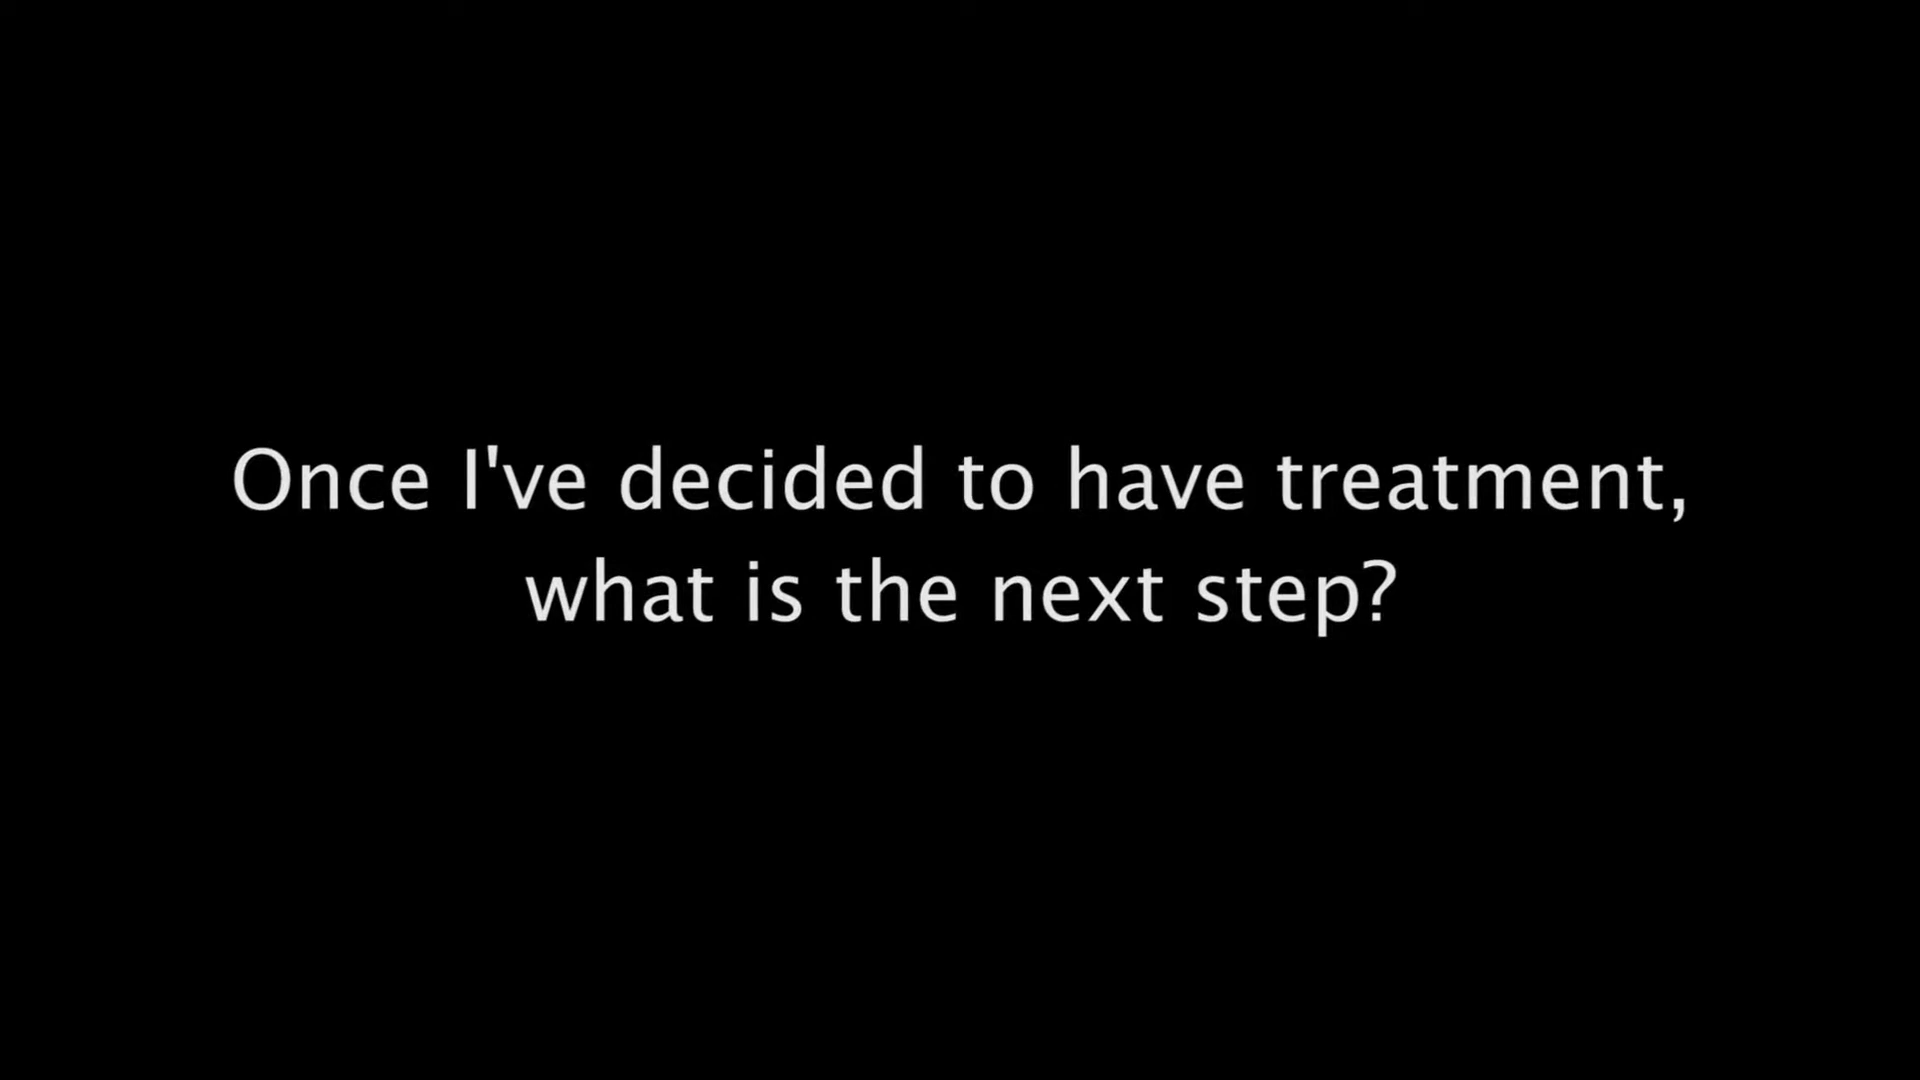 Once I've decided to have treatment,
what is the next step?